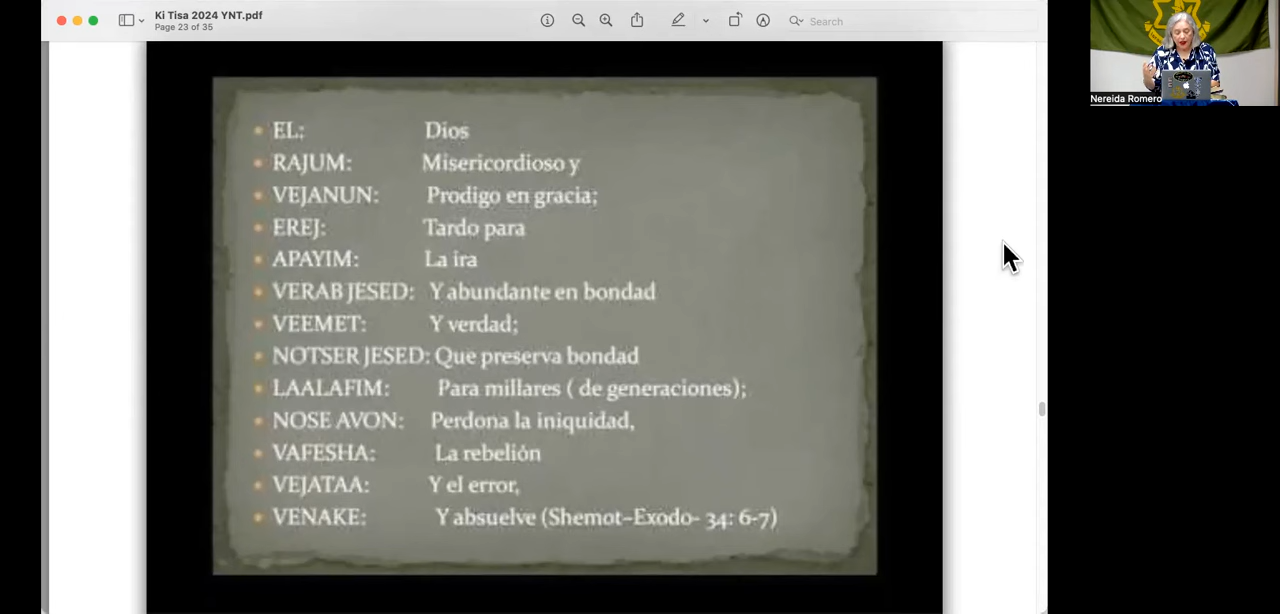 Ki Tisa 2024 YNT.pdf
Page 23 of 35
Search
EL: Dios
RAJUM: Misericordioso y
VEJANUN: Prodigo en gracia;
EREJ: Tardo para
APAYIM: La ira
VERAB JESED: Y abundante en bondad
VEEMET: Y verdad;
NOTSER JESED: Que preserva bondad
LAALAFIM: Para millares ( de generaciones);
NOSE AVON: Perdona la iniquidad,
VAFESHA: La rebelión
VEJATAA: Y el error,
VENAKE: Y absuelve (Shemot-Exodo- 34: 6-7)
Nereida Romero